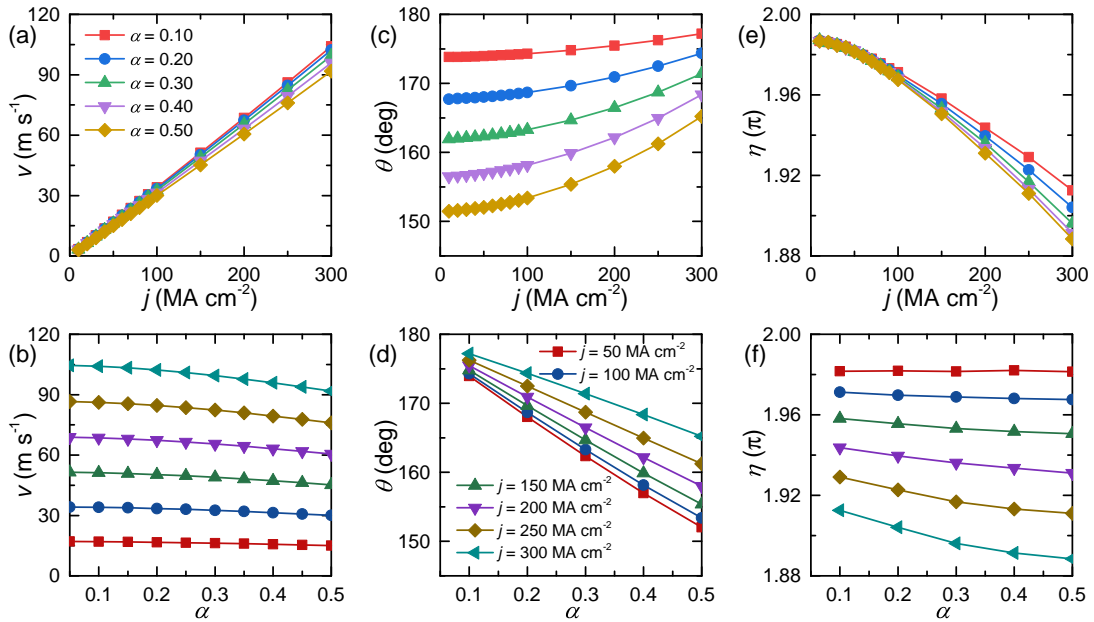 (a)
α = 0.10
α = 0.20
α = 0.30
α = 0.40
α = 0.50
120
90
60
30
0
v (m s⁻¹)
0 100 200 300
j (MA cm⁻²)
(c)
180
170
160
150
θ (deg)
0 100 200 300
j (MA cm⁻²)
(e)
2.00
1.96
1.92
1.88
η (π)
0 100 200 300
j (MA cm⁻²)
(b)
120
90
60
30
0
v (m s⁻¹)
0.1 0.2 0.3 0.4 0.5
α
(d)
j = 50 MA cm⁻²
j = 100 MA cm⁻²
j = 150 MA cm⁻²
j = 200 MA cm⁻²
j = 250 MA cm⁻²
j = 300 MA cm⁻²
180
170
160
150
θ (deg)
0.1 0.2 0.3 0.4 0.5
α
(f)
2.00
1.96
1.92
1.88
η (π)
0.1 0.2 0.3 0.4 0.5
α